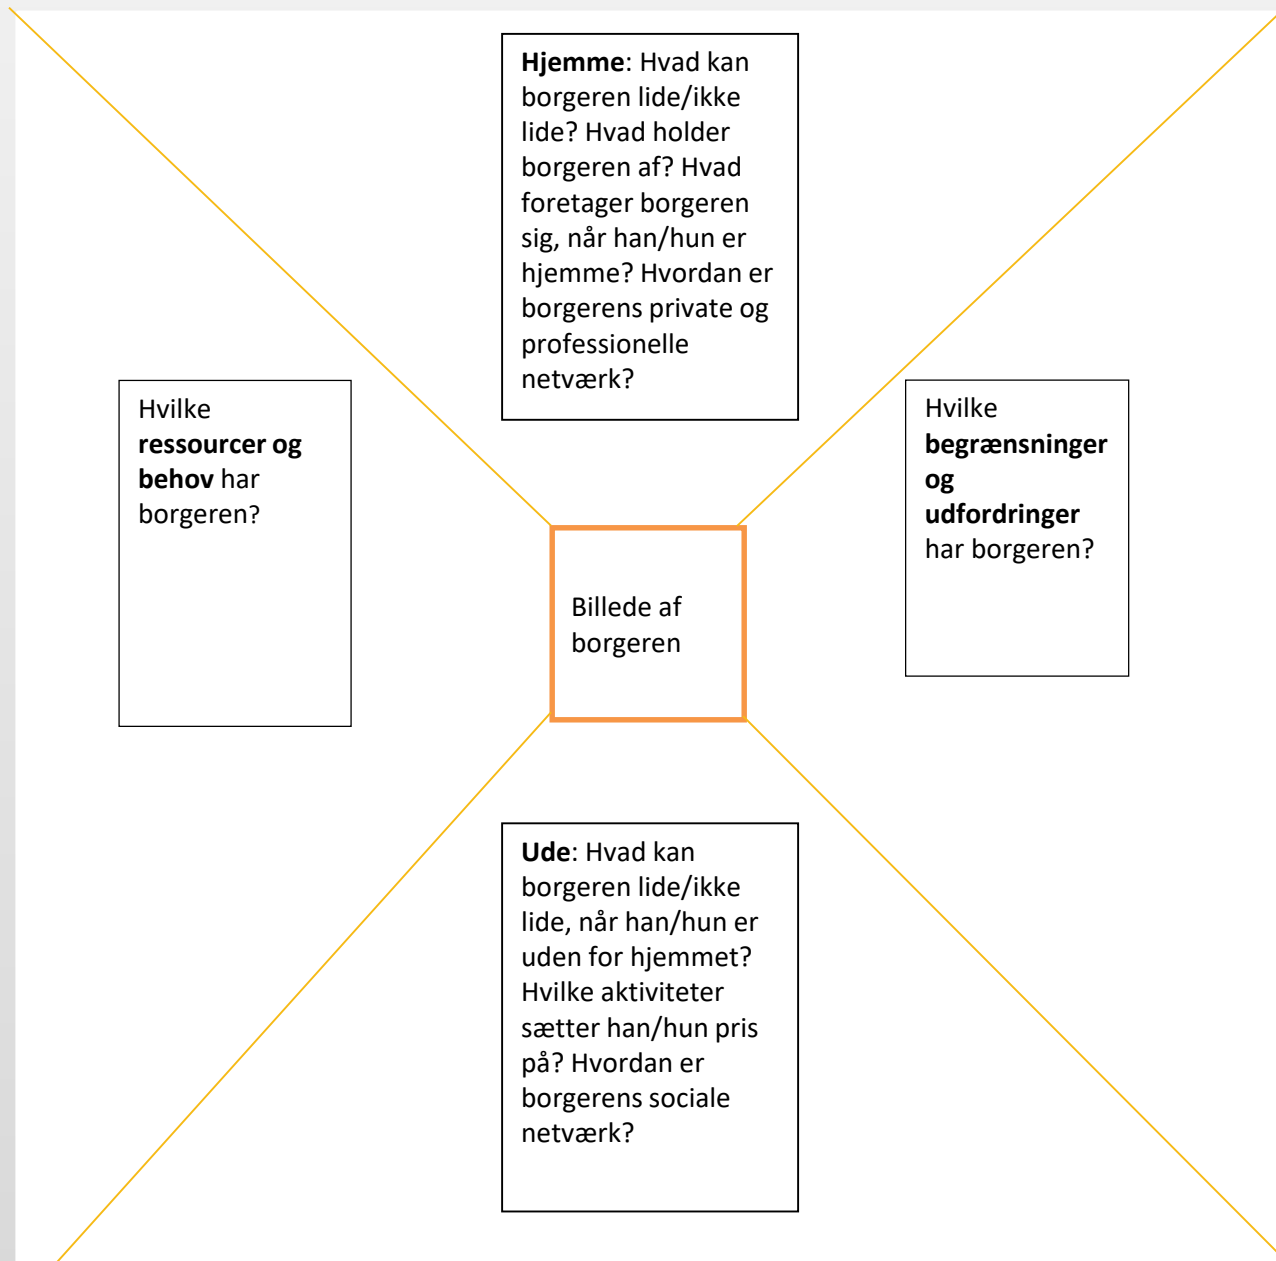 Hjemme: Hvad kan
borgeren lide/ikke
lide? Hvad holder
borgeren af? Hvad
foretager borgeren
sig, når han/hun er
hjemme? Hvordan er
borgerens private og
professionelle
netværk?
Hvilke
ressourcer og
behov har
borgeren?
Hvilke
begrænsninger
og
udfordringer
har borgeren?
Billede af
borgeren
Ude: Hvad kan
borgeren lide/ikke
lide, når han/hun er
uden for hjemmet?
Hvilke aktiviteter
sætter han/hun pris
på? Hvordan er
borgerens sociale
netværk?